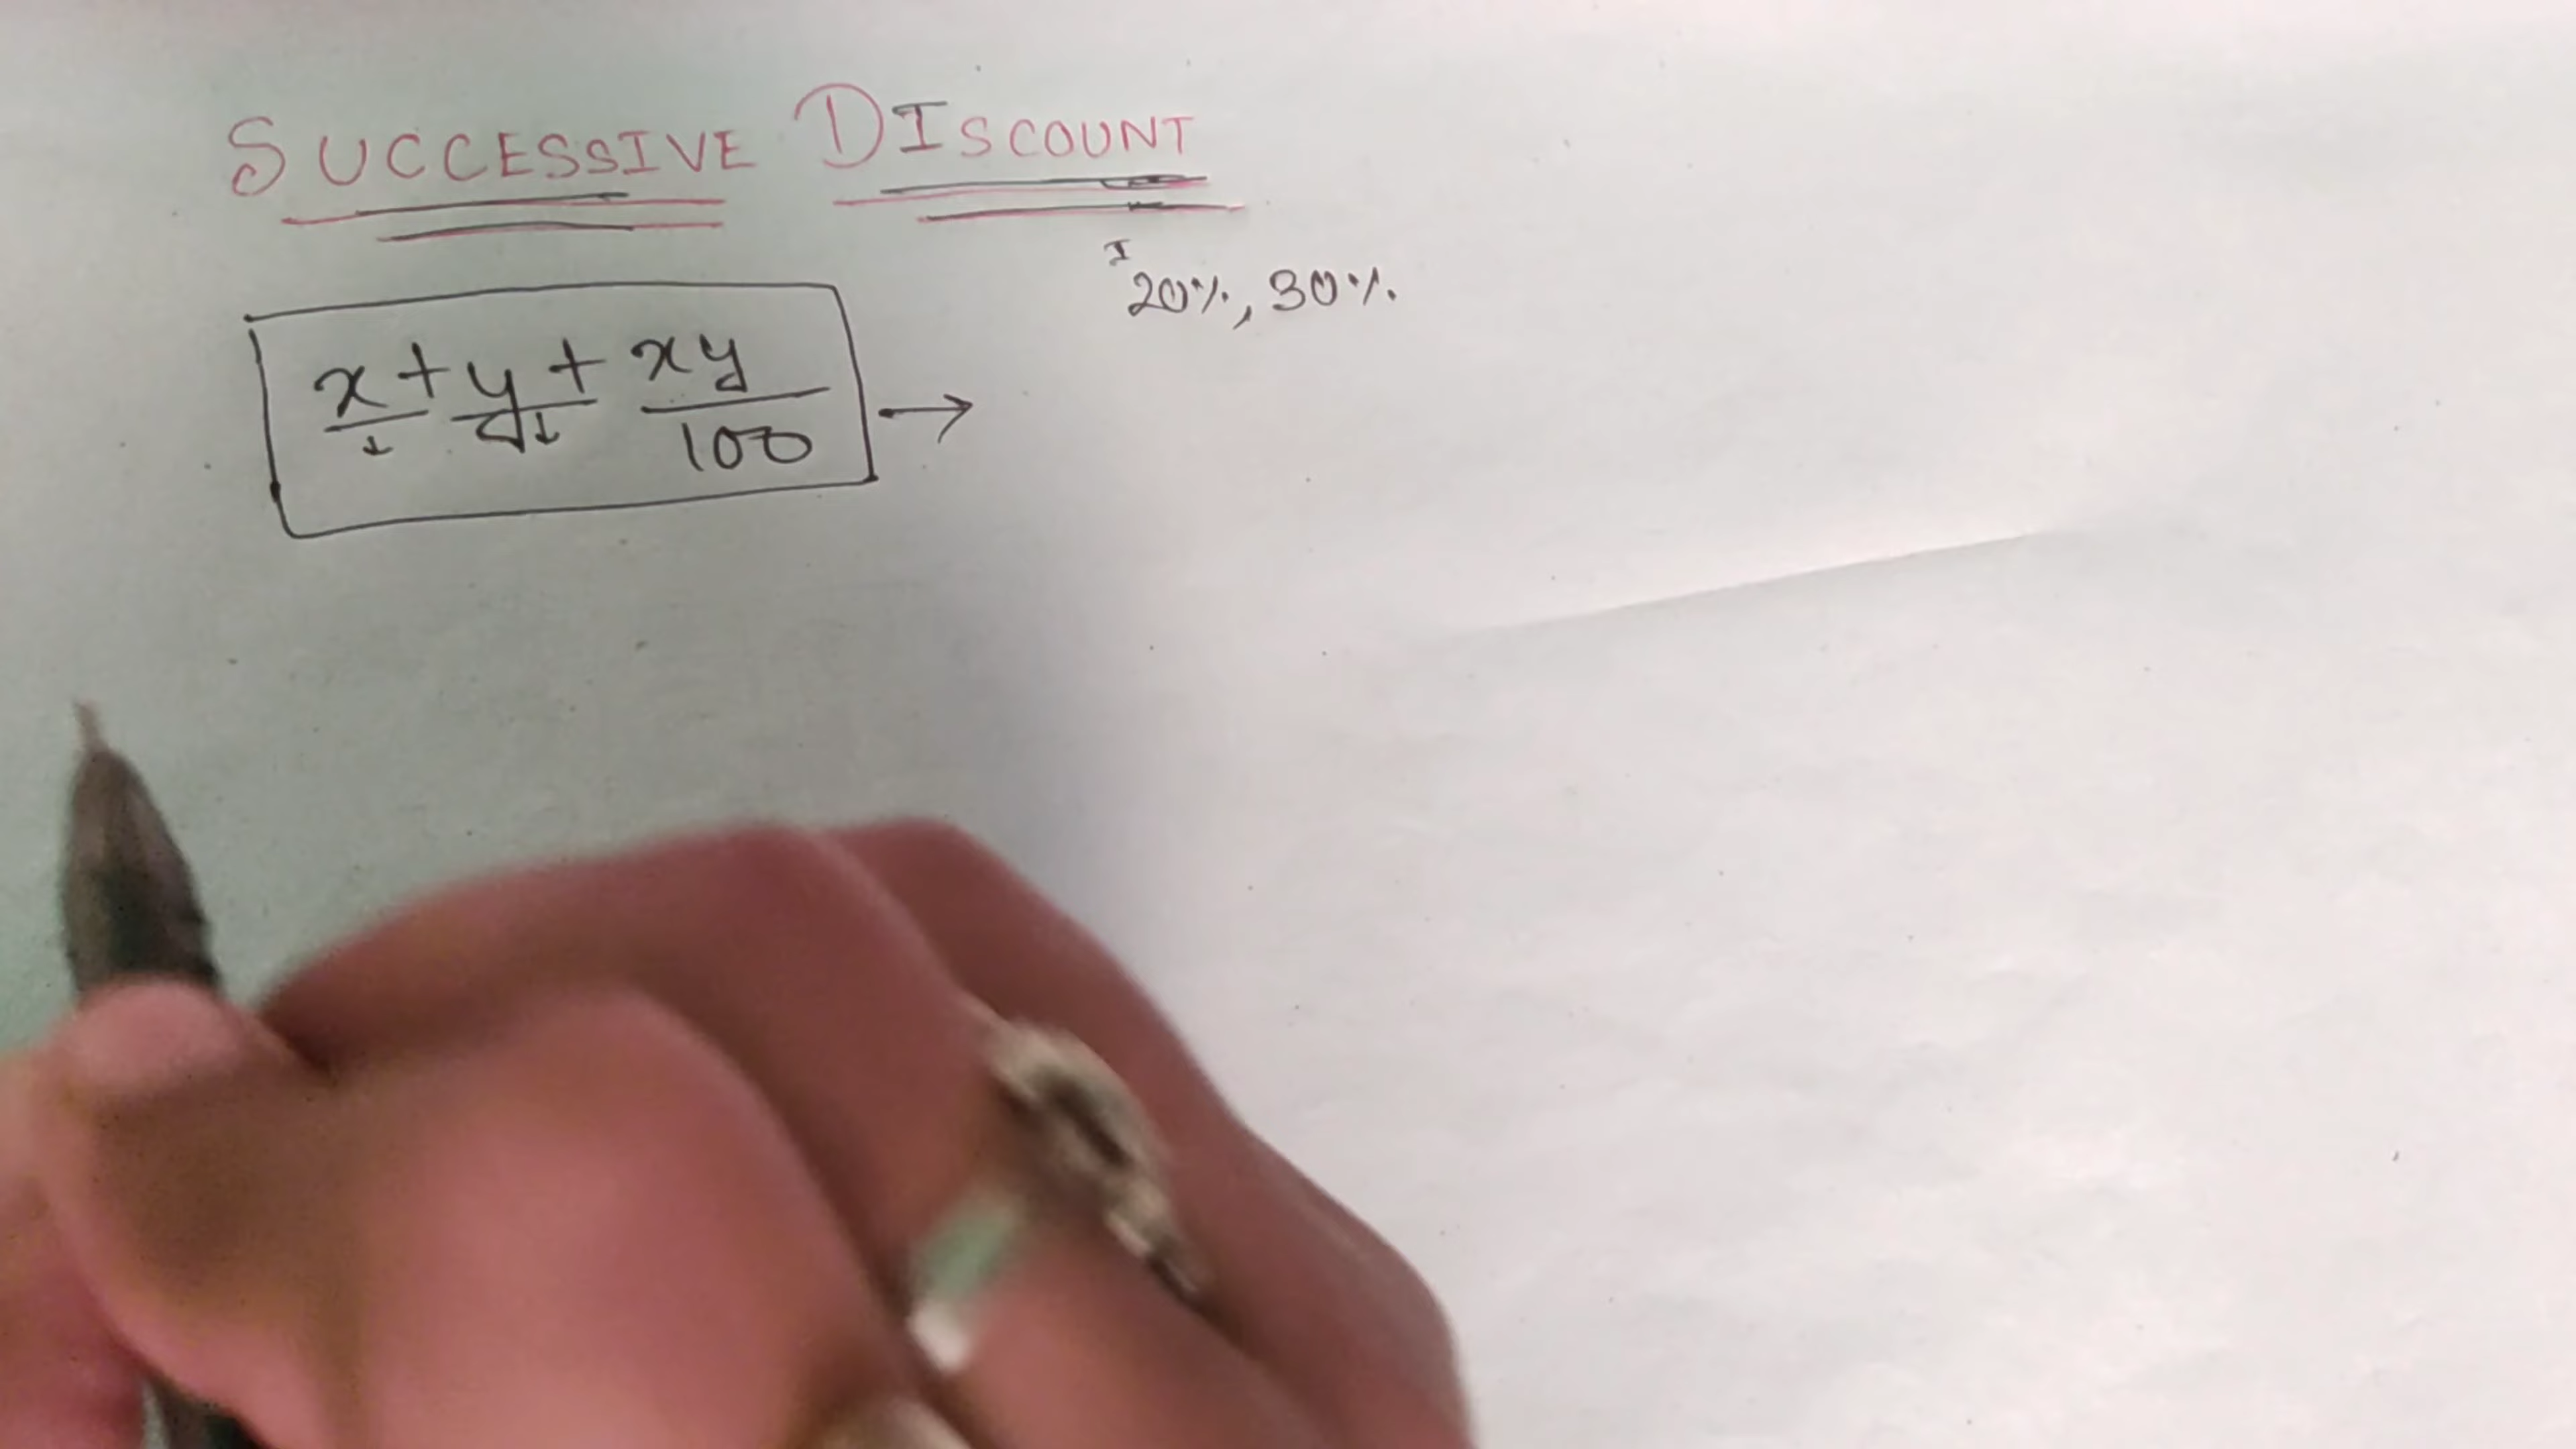 SUCCESSIVE DISCOUNT
I
20%, 30%.
x + y + xy/100 →